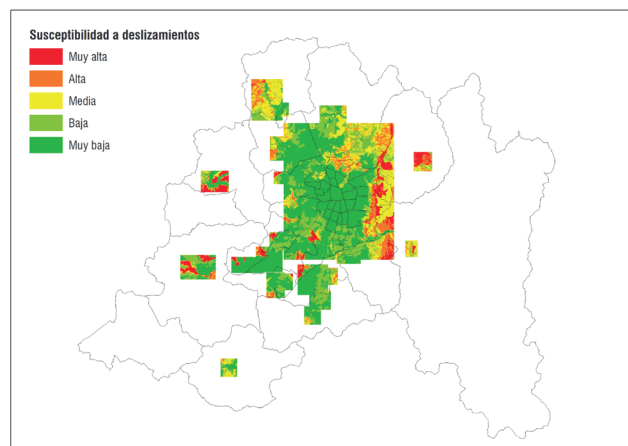 Susceptibilidad a deslizamientos
Muy alta
Alta
Media
Baja
Muy baja